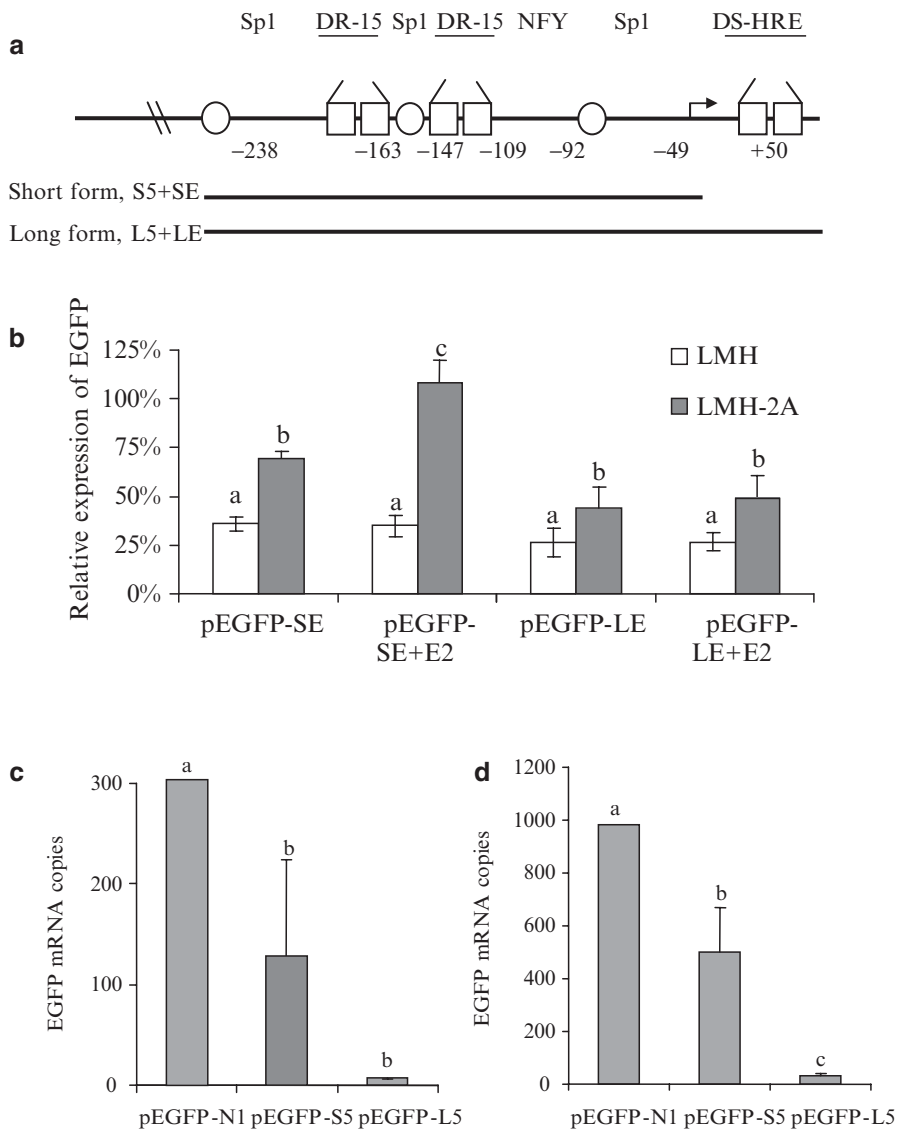 a
Sp1 DR-15 Sp1 DR-15 NFY Sp1 DS-HRE
−238 −163 −147 −109 −92 −49 +50
Short form, S5+SE
Long form, L5+LE
b
Relative expression of EGFP
125%
100%
75%
50%
25%
0%
a b a c a b a b
LMH
LMH-2A
pEGFP-SE pEGFP-SE+E2 pEGFP-LE pEGFP-LE+E2
c
EGFP mRNA copies
300
200
100
0
a b b
pEGFP-N1 pEGFP-S5 pEGFP-L5
d
EGFP mRNA copies
1200
1000
800
600
400
200
0
a b c
pEGFP-N1 pEGFP-S5 pEGFP-L5